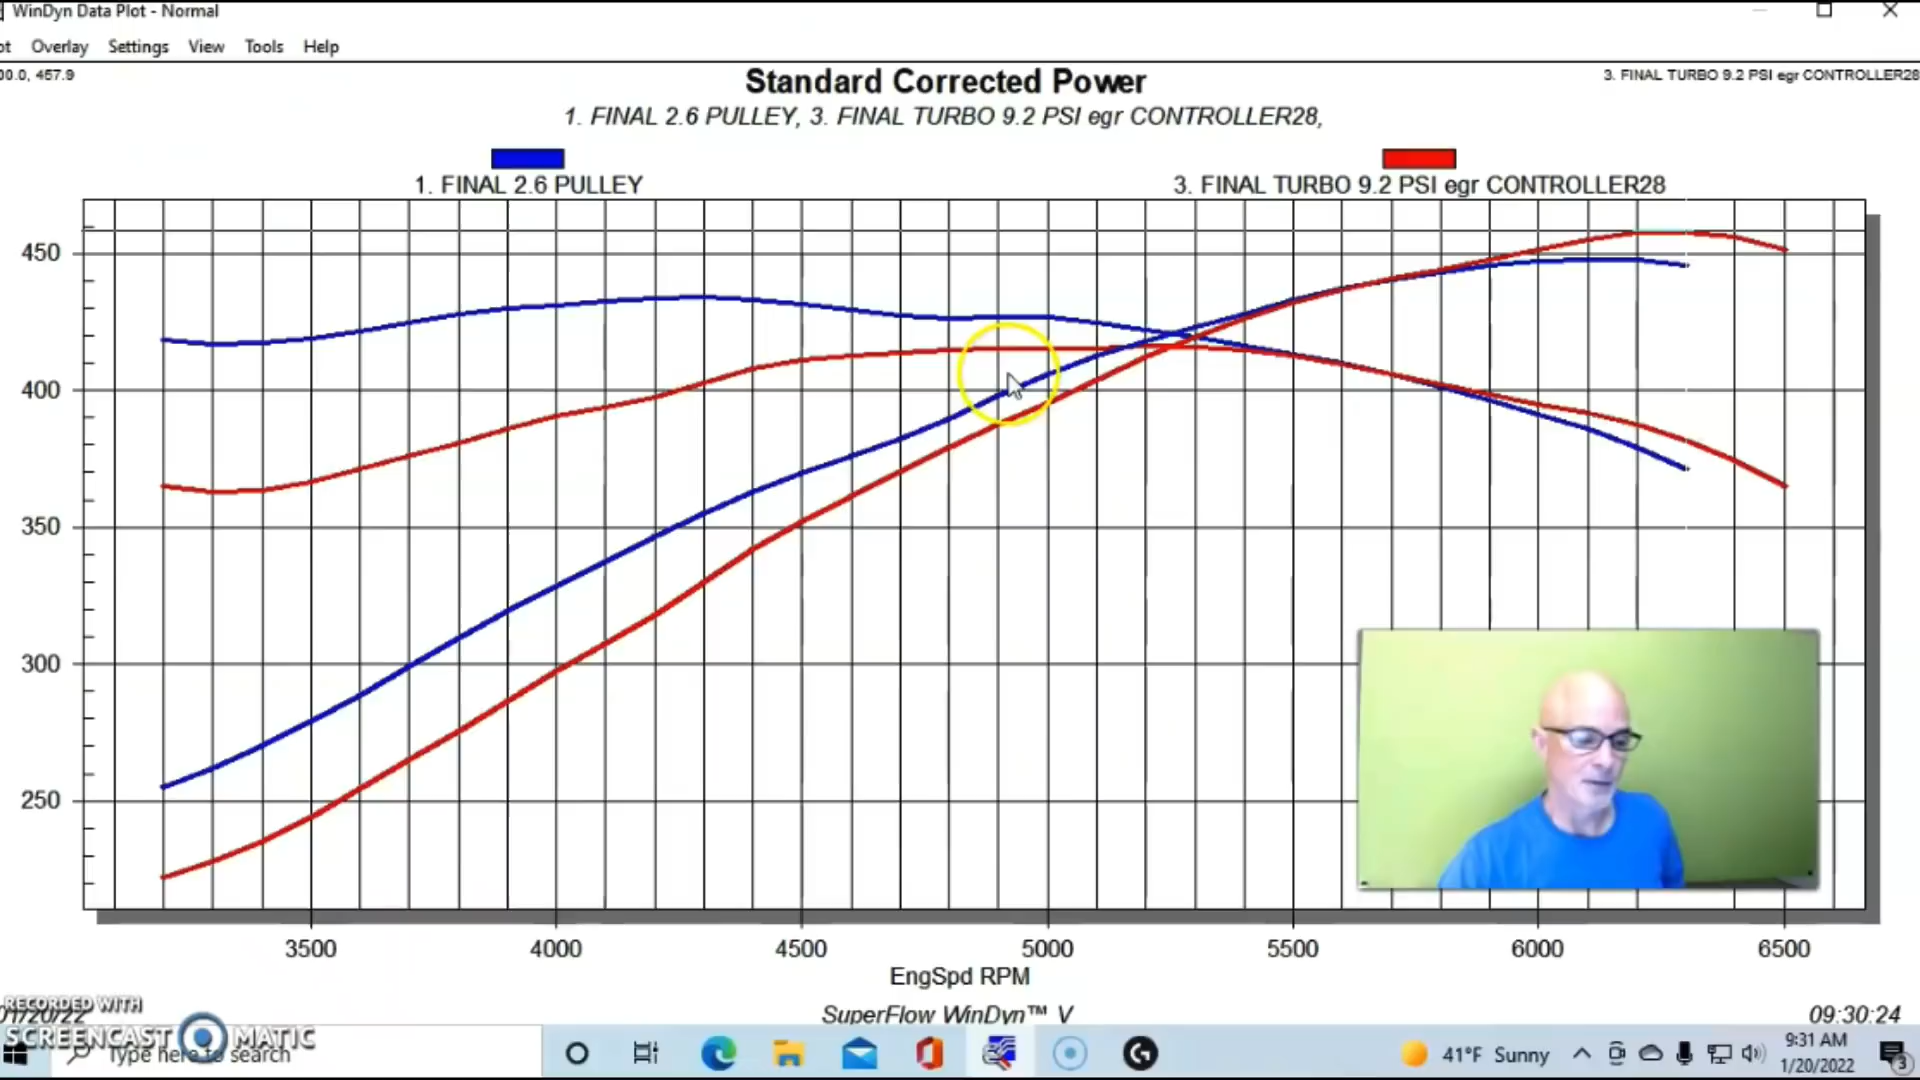 WinDyn Data Plot - Normal
ot Overlay Settings View Tools Help
00.0, 457.9
Standard Corrected Power
3. FINAL TURBO 9.2 PSI egr CONTROLLER28
1. FINAL 2.6 PULLEY, 3. FINAL TURBO 9.2 PSI egr CONTROLLER28,
1. FINAL 2.6 PULLEY
3. FINAL TURBO 9.2 PSI egr CONTROLLER28
450
400
350
300
250
3500 4000 4500 5000 5500 6000 6500
EngSpd RPM
RECORDED WITH
01/20/22
SuperFlow WinDyn™ V
09:30:24
SCREENCAST MATIC
Type here to search
41°F Sunny
9:31 AM
1/20/2022
3